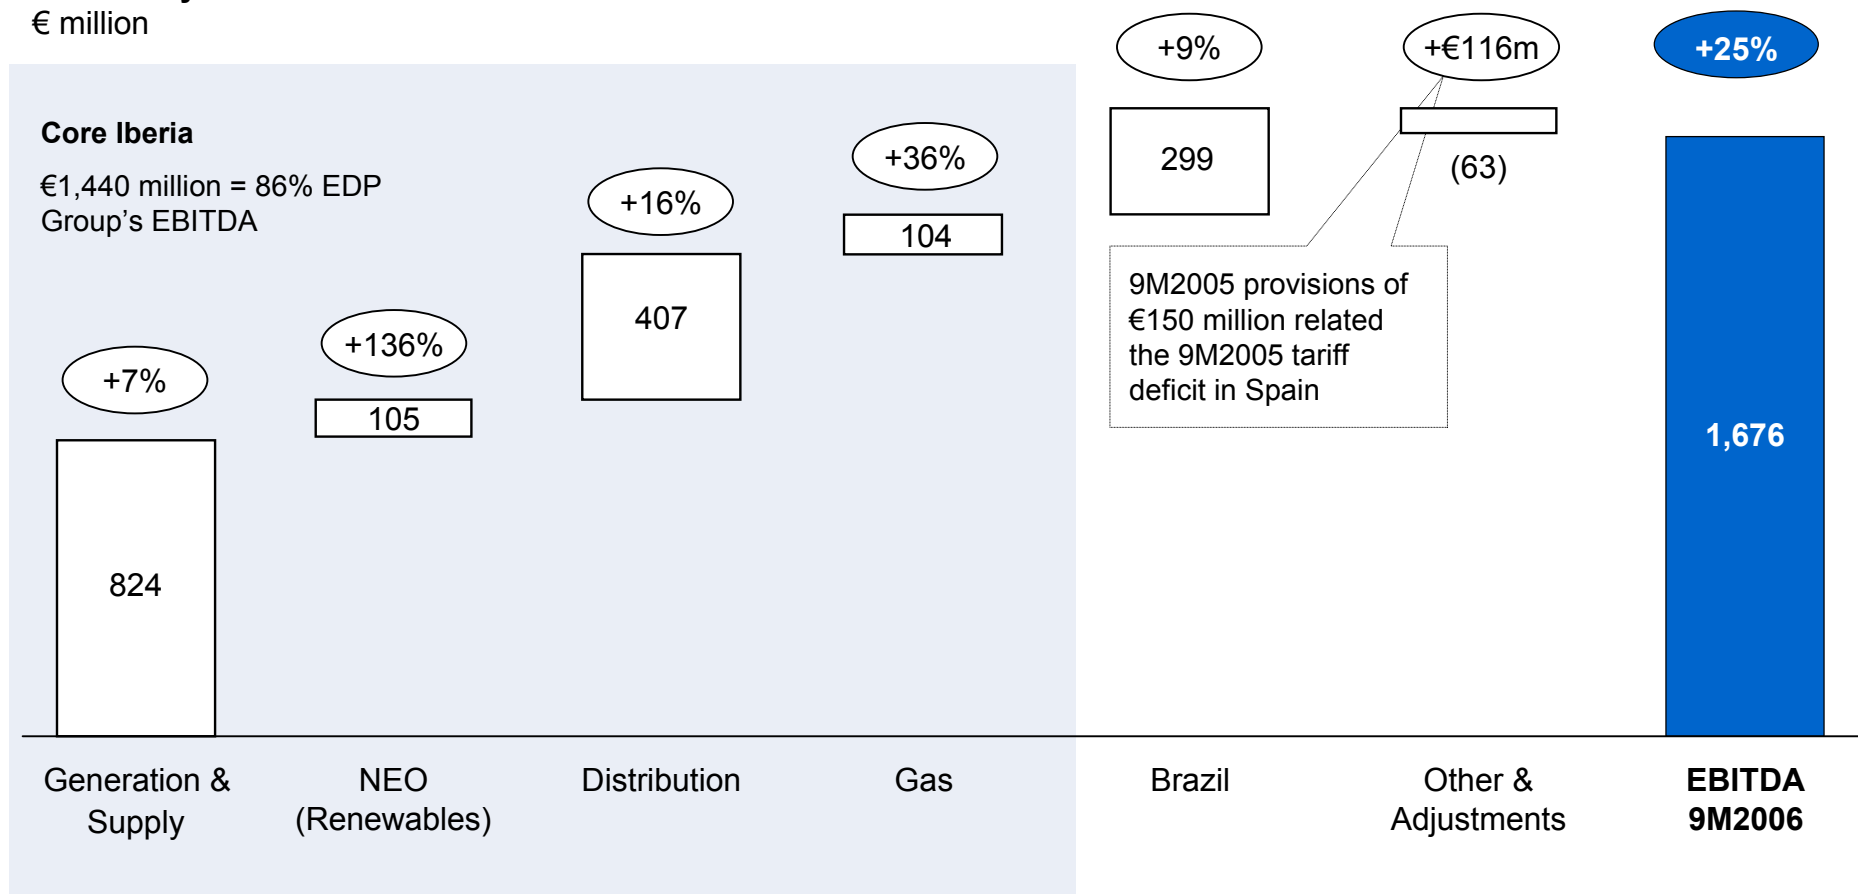 € million
Core Iberia
€1,440 million = 86% EDP
Group’s EBITDA
+7%
824
+136%
105
+16%
407
+36%
104
+9%
299
+€116m
(63)
9M2005 provisions of
€150 million related
the 9M2005 tariff
deficit in Spain
+25%
1,676
Generation &
Supply
NEO
(Renewables)
Distribution
Gas
Brazil
Other &
Adjustments
EBITDA
9M2006